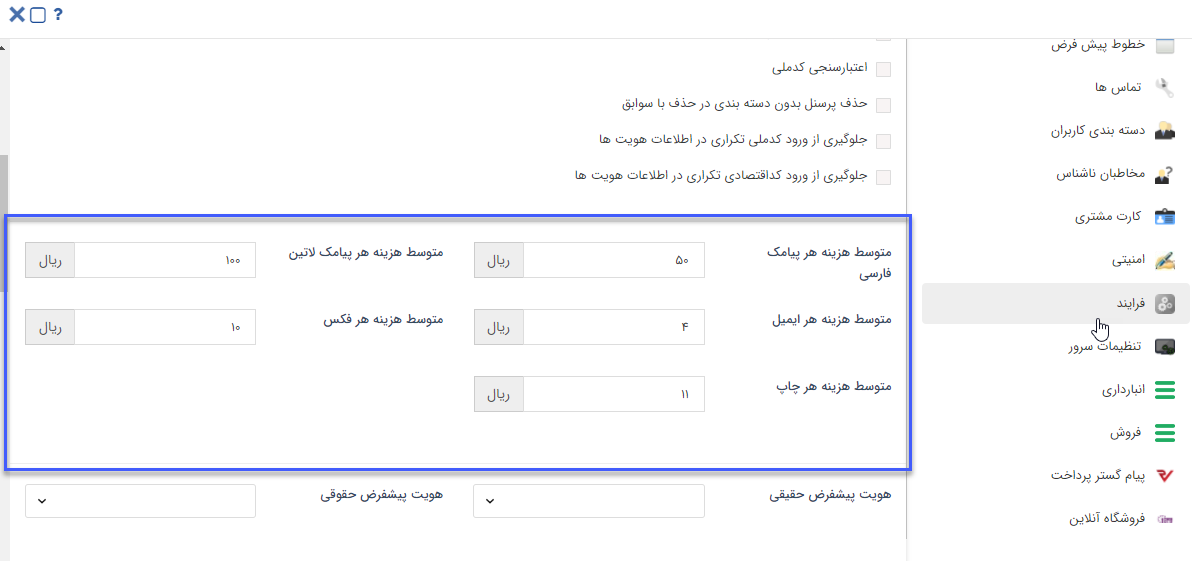 ?
خطوط پیش فرض
تماس ها
دسته بندی کاربران
مخاطبان ناشناس
کارت مشتری
امنیتی
فرایند
تنظیمات سرور
انبارداری
فروش
پیام گستر پرداخت
فروشگاه آنلاین
اعتبارسنجی کدملی
حذف پرسنل بدون دسته بندی در حذف با سوابق
جلوگیری از ورود کدملی تکراری در اطلاعات هویت ها
جلوگیری از ورود کداقتصادی تکراری در اطلاعات هویت ها
متوسط هزینه هر پیامک فارسی ۵۰ ریال متوسط هزینه هر پیامک لاتین ۱۰۰ ریال
متوسط هزینه هر ایمیل ۴ ریال متوسط هزینه هر فکس ۱۰ ریال
متوسط هزینه هر چاپ ۱۱ ریال
هویت پیشفرض حقیقی هویت پیشفرض حقوقی